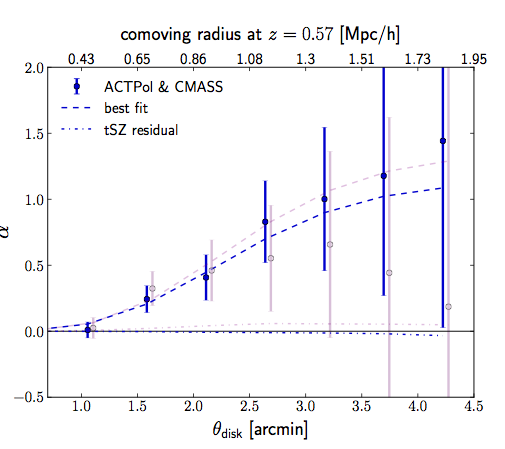 comoving radius at z = 0.57 [Mpc/h]
0.43 0.65 0.86 1.08 1.3 1.51 1.73 1.95
ACTPol & CMASS
best fit
tSZ residual
2.0
1.5
1.0
0.5
0.0
−0.5
α
1.0 1.5 2.0 2.5 3.0 3.5 4.0 4.5
θdisk [arcmin]